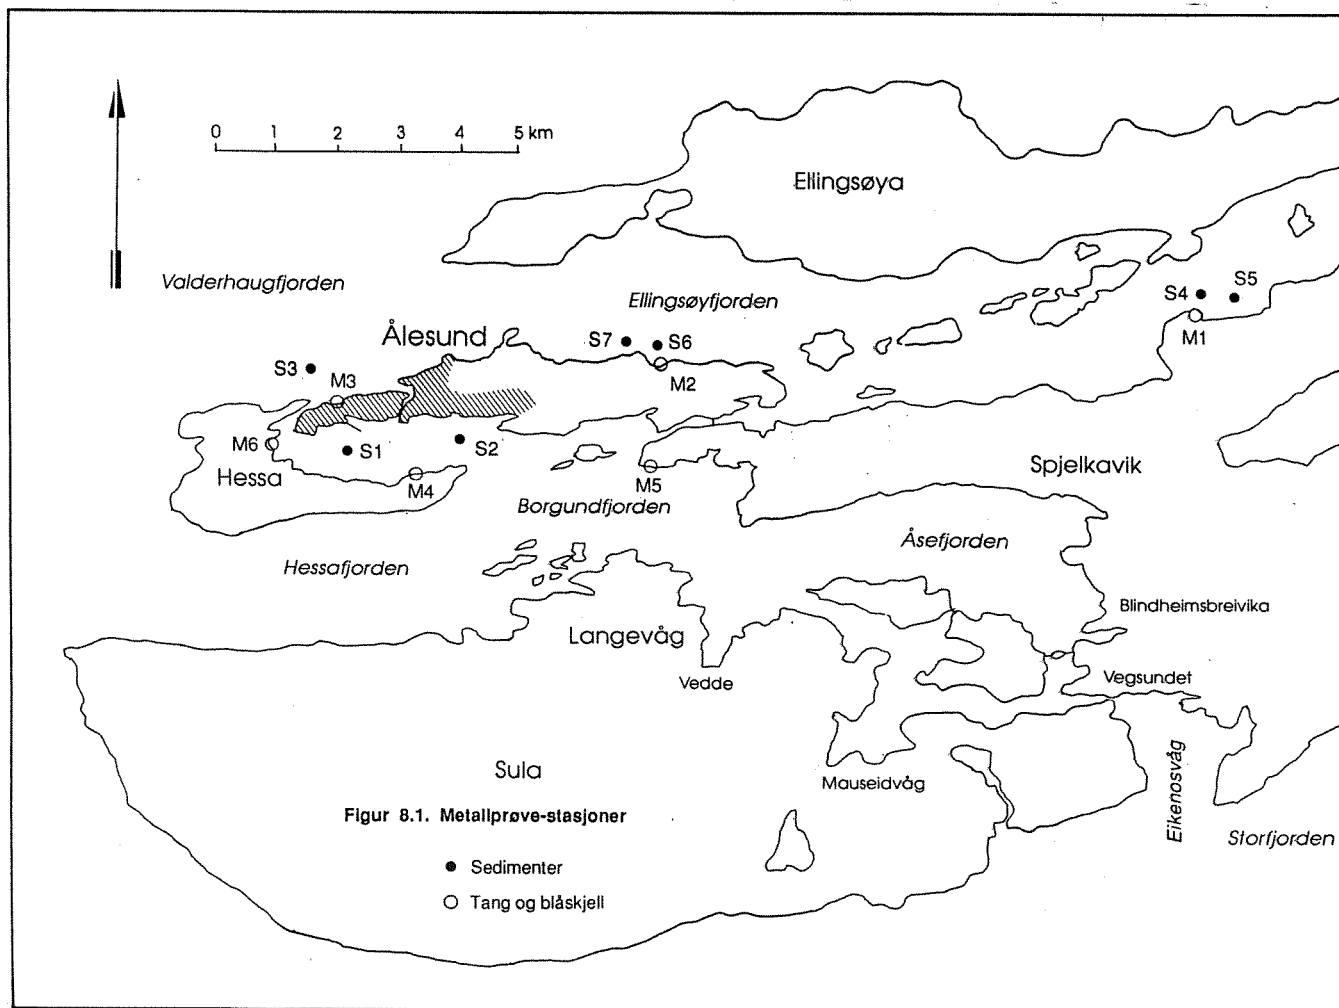 0 1 2 3 4 5 km
Ellingsøya
Valderhaugfjorden
Ellingsøyfjorden
S4 S5
M1
Ålesund
S7 S6
M2
S3
M3
M6
S1
S2
Hessa
M4
M5
Spjelkavik
Borgundfjorden
Åsefjorden
Hessafjorden
Blindheimsbreivika
Langevåg
Vedde
Vegsundet
Sula
Mauseidvåg
Eikenosvåg
Storfjorden
Figur 8.1. Metallprøve-stasjoner
Sedimenter
Tang og blåskjell